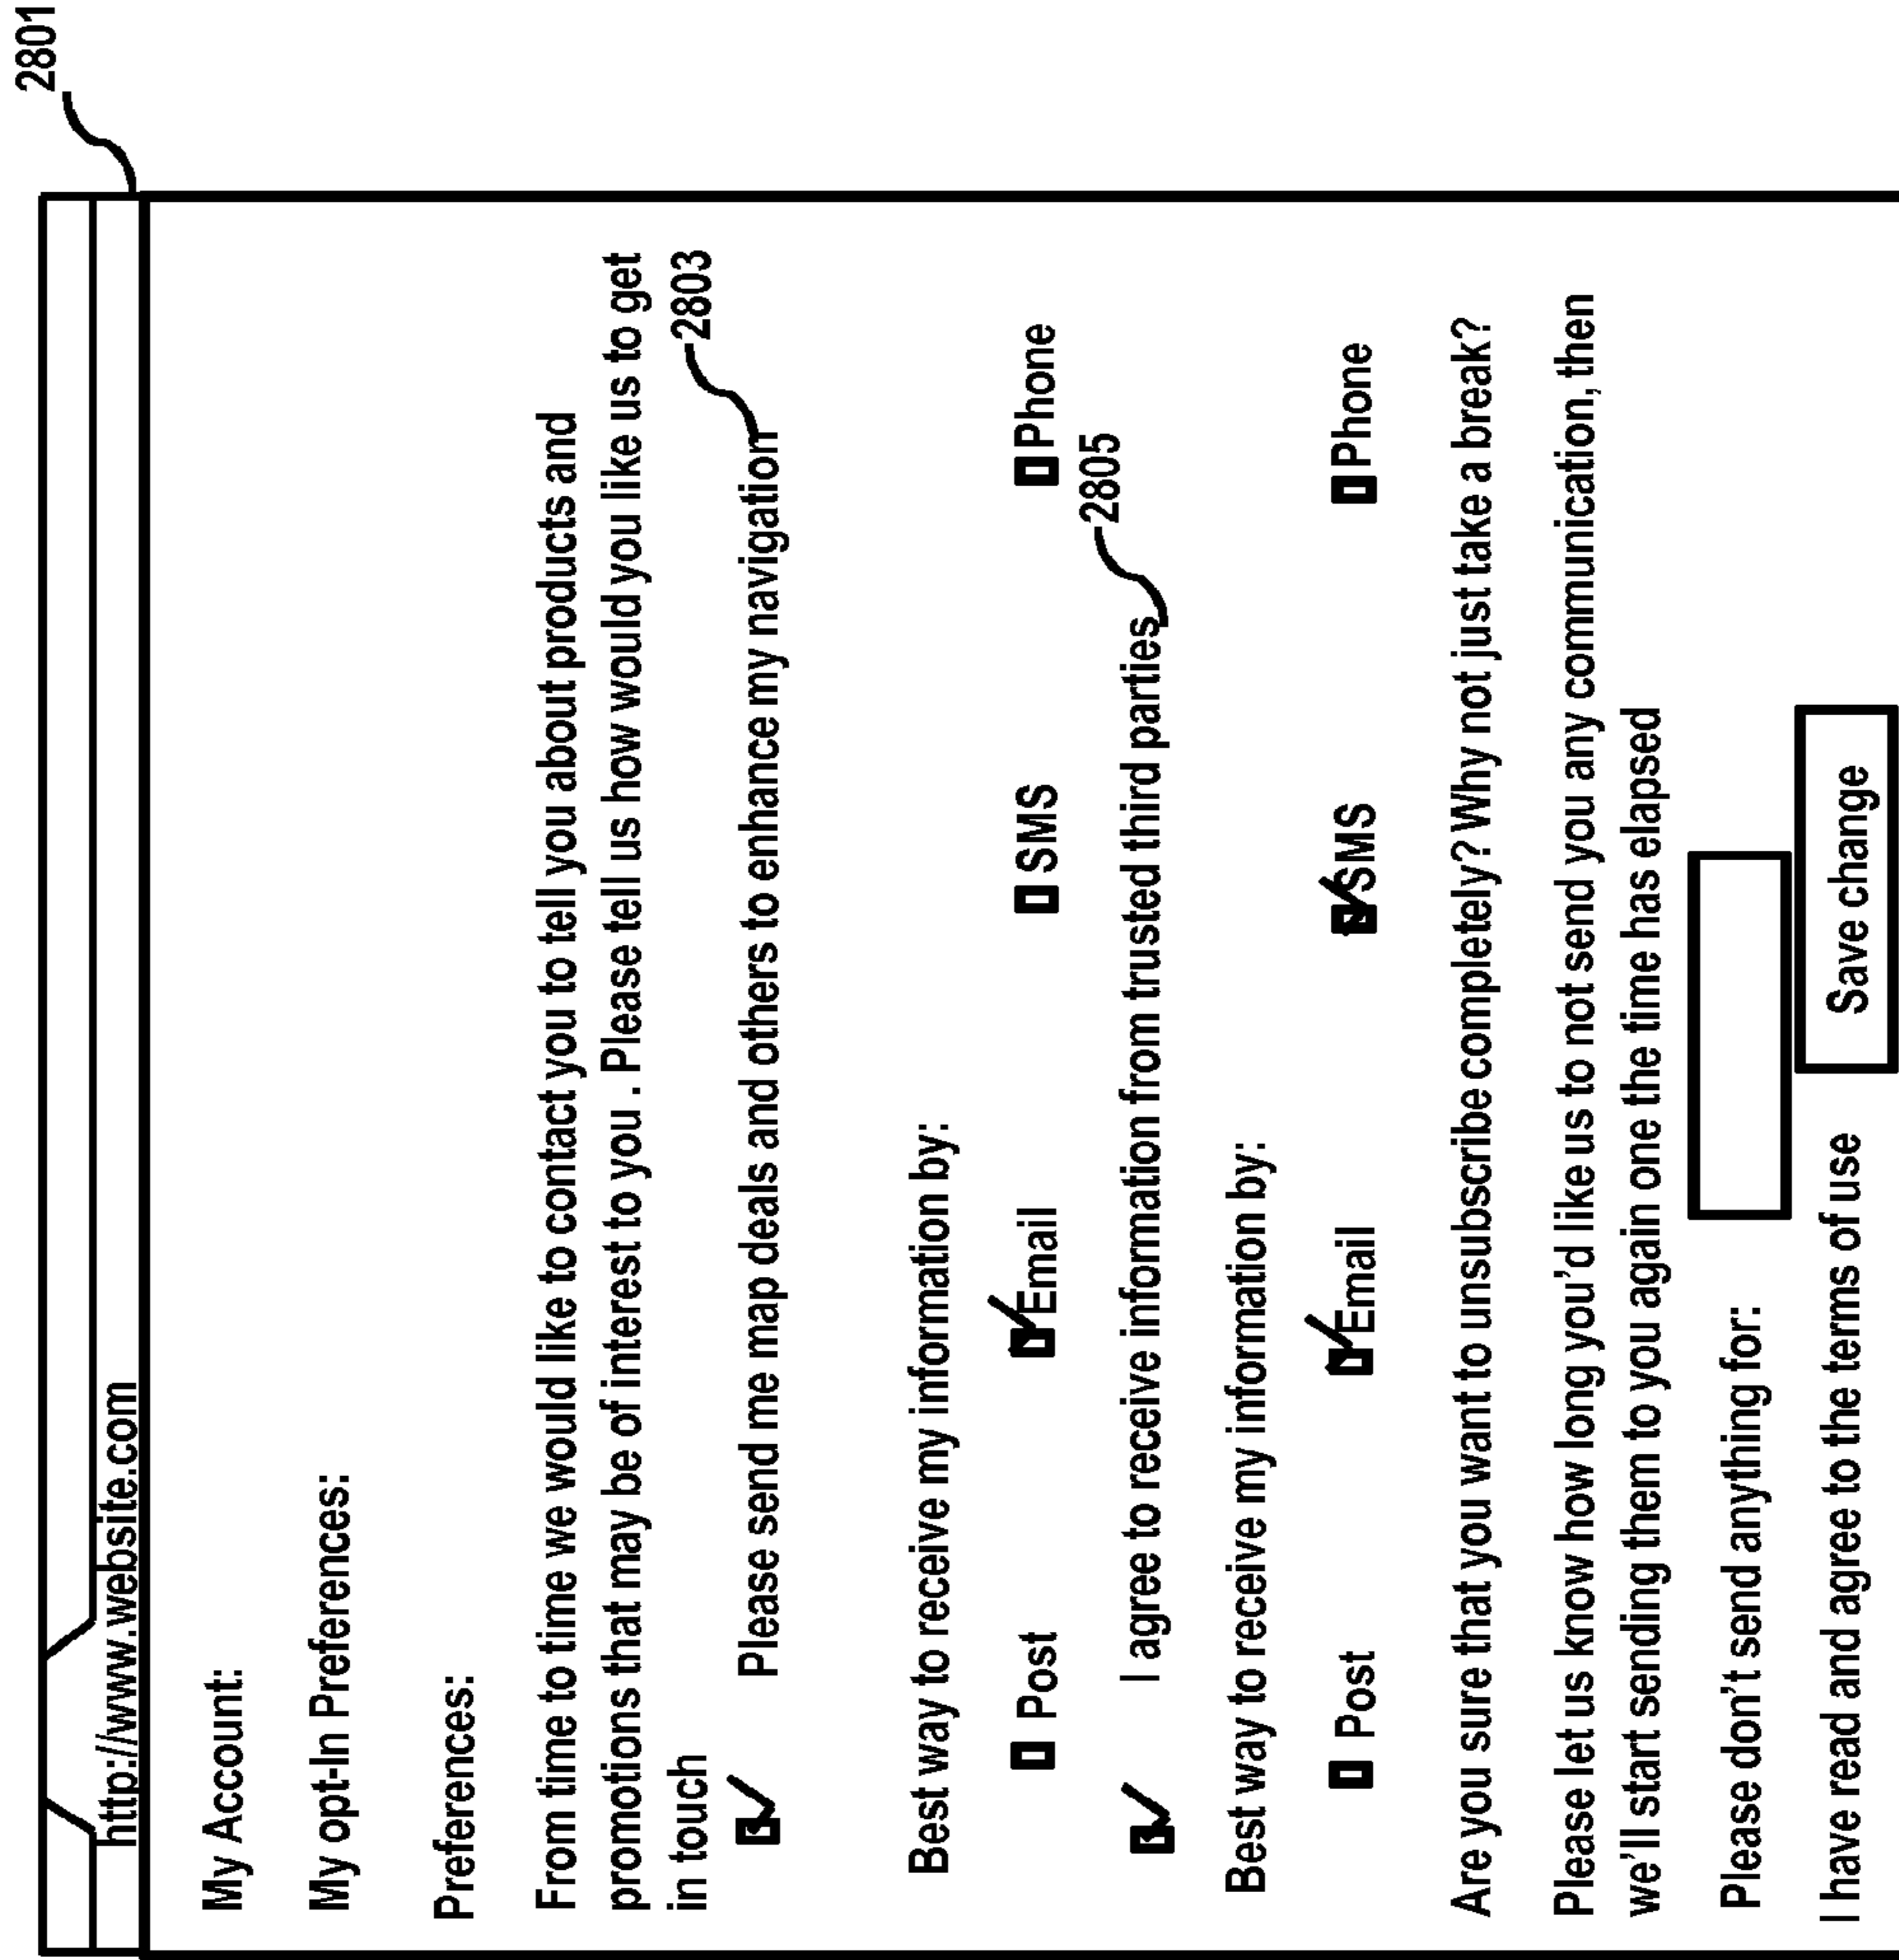 2801
http://www.website.com
My Account:
My opt-In Preferences:
Preferences:
From time to time we would like to contact you to tell you about products and
promotions that may be of interest to you . Please tell us how would you like us to get
in touch
2803
Please send me map deals and others to enhance my navigation
Best way to receive my information by:
Post Email SMS Phone
2805
I agree to receive information from trusted third parties
Best way to receive my information by:
Post Email SMS Phone
Are you sure that you want to unsubscribe completely? Why not just take a break?
Please let us know how long you'd like us to not send you any communication, then
we'll start sending them to you again one the time has elapsed
Please don't send anything for:
I have read and agree to the terms of use
Save change